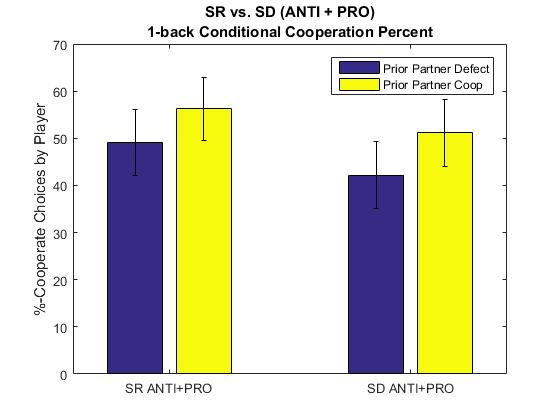 SR vs. SD (ANTI + PRO)
1-back Conditional Cooperation Percent
70
60
50
40
30
20
10
0
%-Cooperate Choices by Player
Prior Partner Defect
Prior Partner Coop
SR ANTI+PRO
SD ANTI+PRO